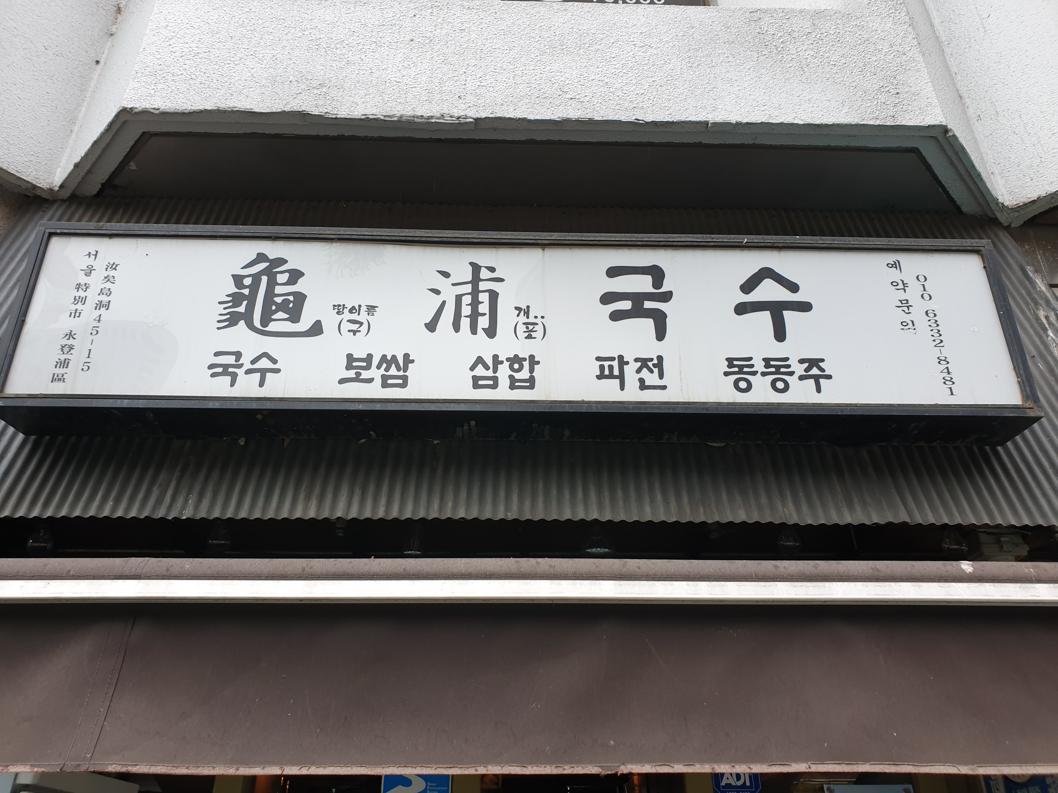 서울 特別市 永登浦區
汝矣島洞 45-15
龜 땅이름 (구) 浦 개.. (포) 국수
국수 보쌈 삼합 파전 동동주
예약문의
010 6332-8481
ADT